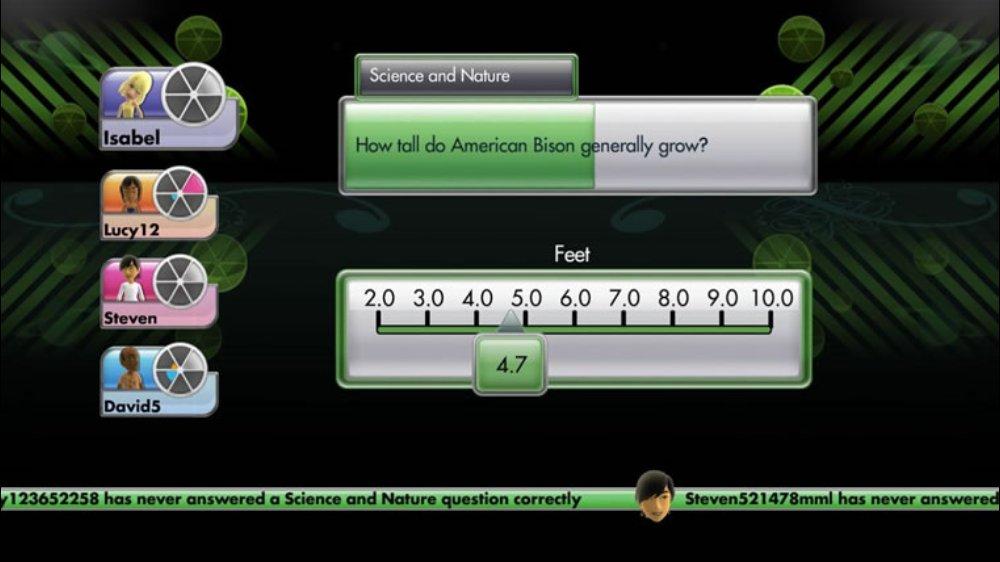 Science and Nature
How tall do American Bison generally grow?
Isabel
Lucy12
Steven
David5
Feet
2.0 3.0 4.0 5.0 6.0 7.0 8.0 9.0 10.0
4.7
y123652258 has never answered a Science and Nature question correctly
Steven521478mml has never answered